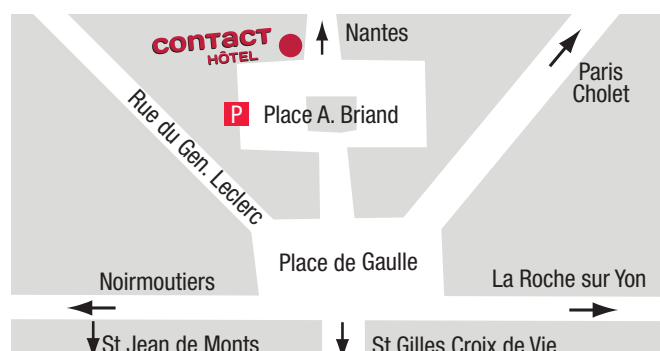 CONTACT
HÔTEL
Nantes
Paris
Cholet
P
Place A. Briand
Rue du Gen. Leclerc
Place de Gaulle
Noirmoutiers
La Roche sur Yon
St Jean de Monts
St Gilles Croix de Vie